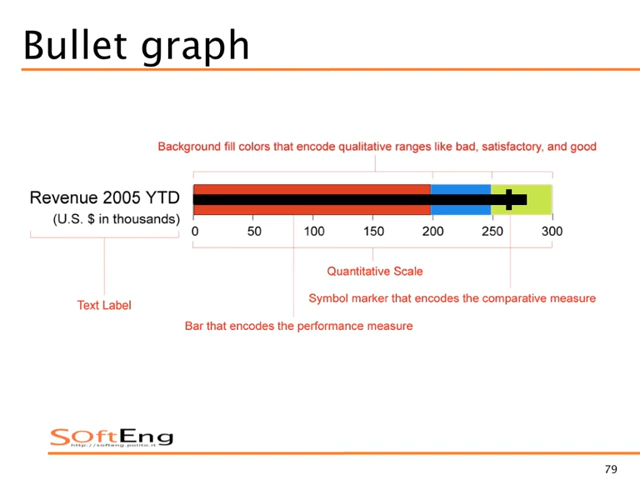 Bullet graph
Background fill colors that encode qualitative ranges like bad, satisfactory, and good
Revenue 2005 YTD
(U.S. $ in thousands)
0 50 100 150 200 250 300
Quantitative Scale
Text Label
Symbol marker that encodes the comparative measure
Bar that encodes the performance measure
SOftEng
http://softeng.polito.it
79